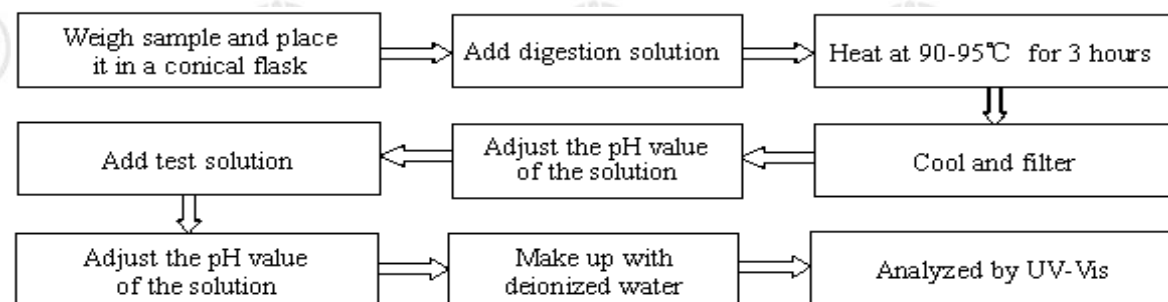 Weigh sample and place
it in a conical flask
Add digestion solution
Heat at 90-95℃ for 3 hours
Cool and filter
Adjust the pH value
of the solution
Add test solution
Adjust the pH value
of the solution
Make up with
deionized water
Analyzed by UV-Vis